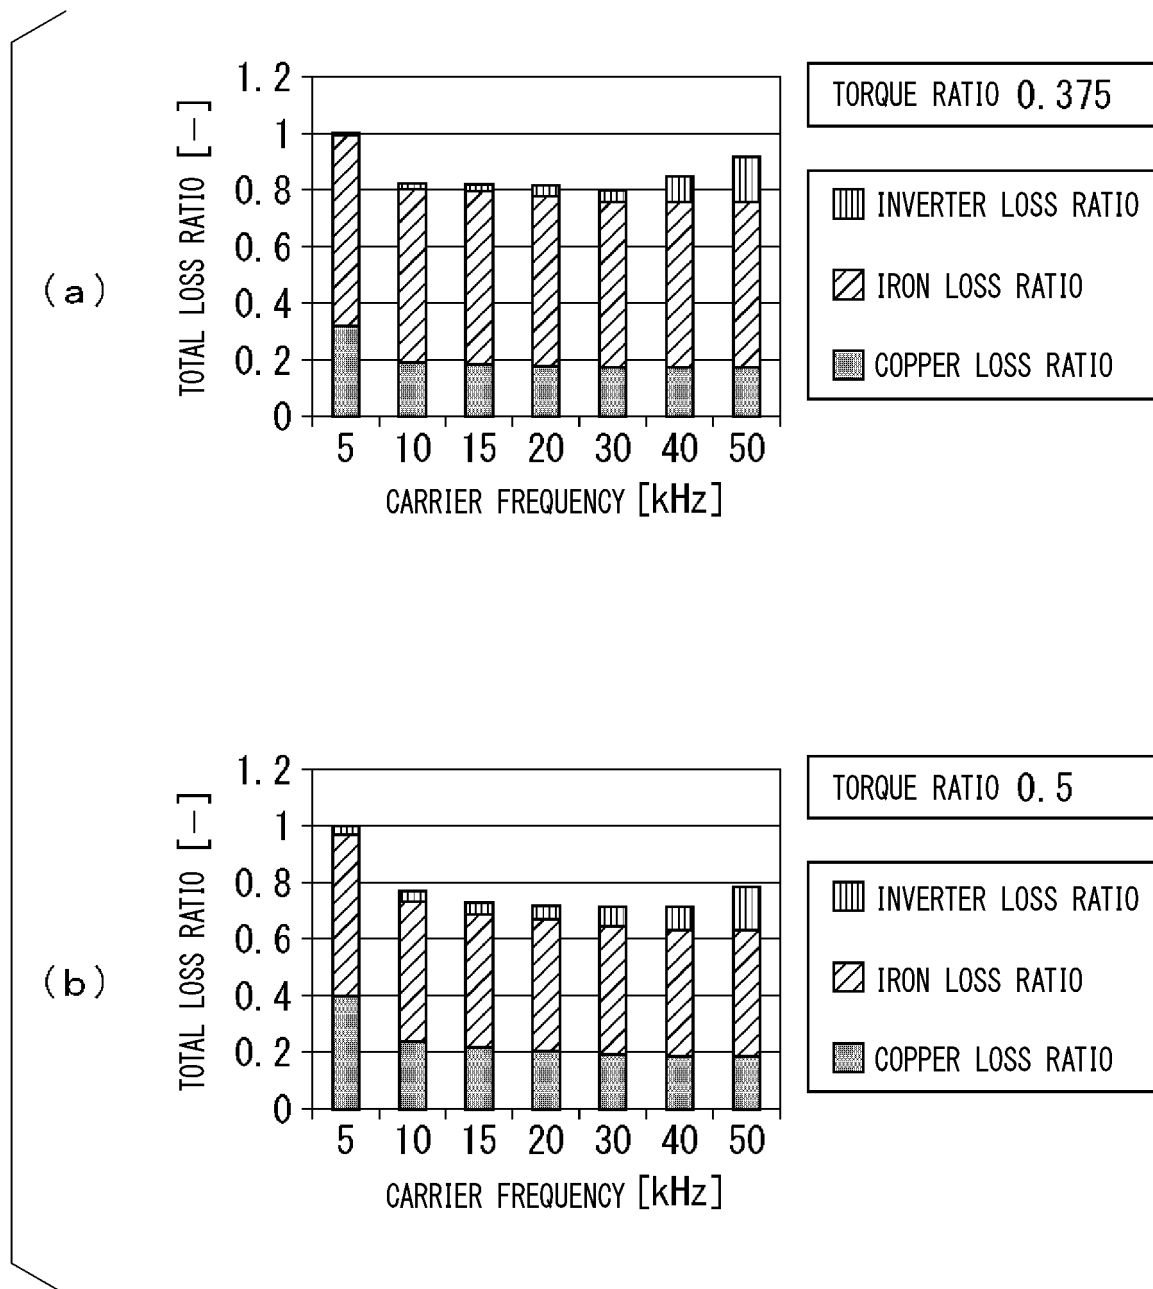 (a)
TOTAL LOSS RATIO [—]
1.2
1
0.8
0.6
0.4
0.2
0
5 10 15 20 30 40 50
CARRIER FREQUENCY [kHz]
TORQUE RATIO 0.375
INVERTER LOSS RATIO
IRON LOSS RATIO
COPPER LOSS RATIO
(b)
TOTAL LOSS RATIO [—]
1.2
1
0.8
0.6
0.4
0.2
0
5 10 15 20 30 40 50
CARRIER FREQUENCY [kHz]
TORQUE RATIO 0.5
INVERTER LOSS RATIO
IRON LOSS RATIO
COPPER LOSS RATIO